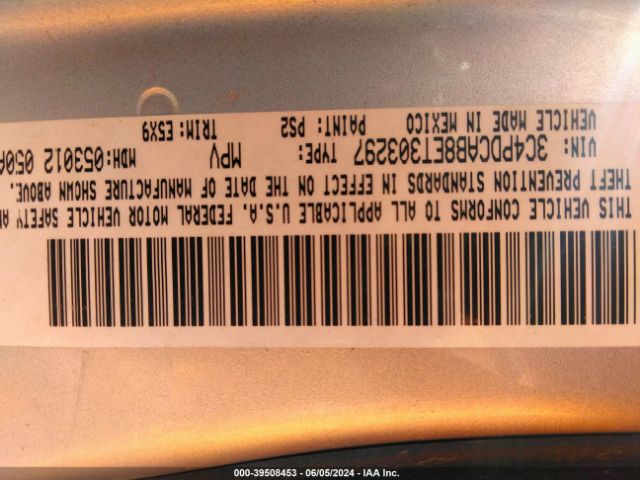 THIS VEHICLE CONFORMS TO ALL APPLICABLE U.S.A. FEDERAL MOTOR VEHICLE SAFETY
THEFT PREVENTION STANDARDS IN EFFECT ON THE DATE OF MANUFACTURE SHOWN ABOVE.
VIN: 3C4PDCAB8ET303297 TYPE: MPV MDH: 053012
VEHICLE MADE IN MEXICO PAINT: PS2 TRIM: E5X9
000-39508453 - 06/05/2024 - IAA Inc.